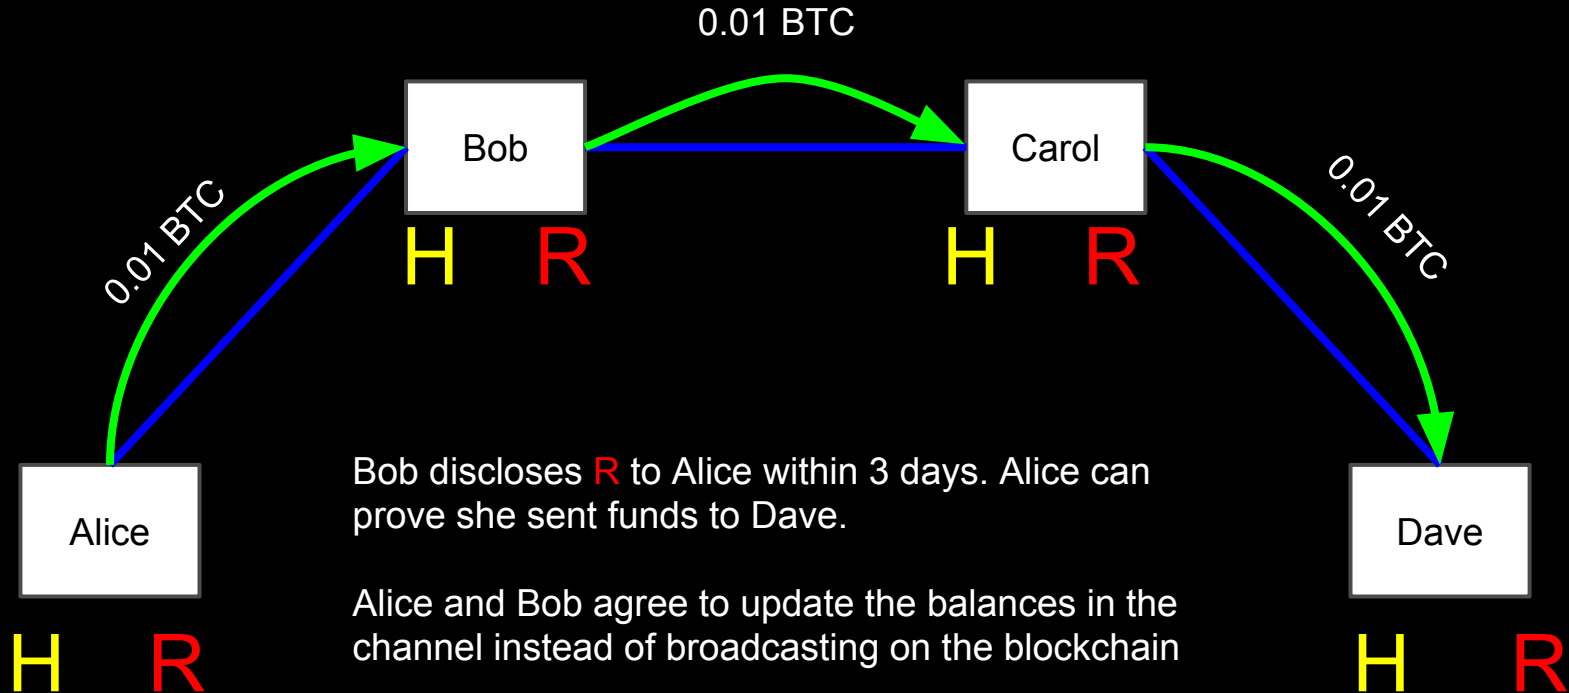 0.01 BTC
Bob
Carol
0.01 BTC
0.01 BTC
H R
H R
Bob discloses R to Alice within 3 days. Alice can
prove she sent funds to Dave.
Alice
Dave
Alice and Bob agree to update the balances in the
channel instead of broadcasting on the blockchain
H R
H R